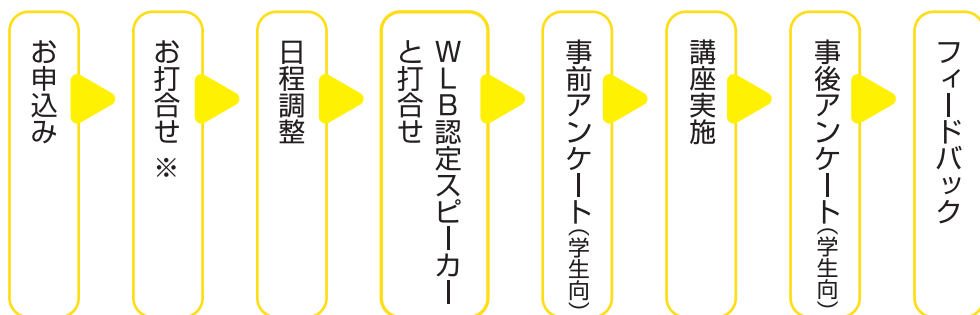 お申込み
お打合せ ※
日程調整
WLB認定スピーカー
と打合せ
事前アンケート(学生向)
講座実施
事後アンケート(学生向)
フィードバック